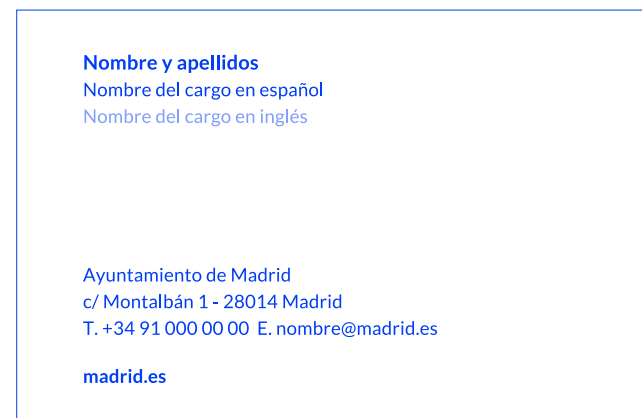 Nombre y apellidos
Nombre del cargo en español
Nombre del cargo en inglés
Ayuntamiento de Madrid
c/ Montalbán 1 - 28014 Madrid
T. +34 91 000 00 00  E. nombre@madrid.es
madrid.es